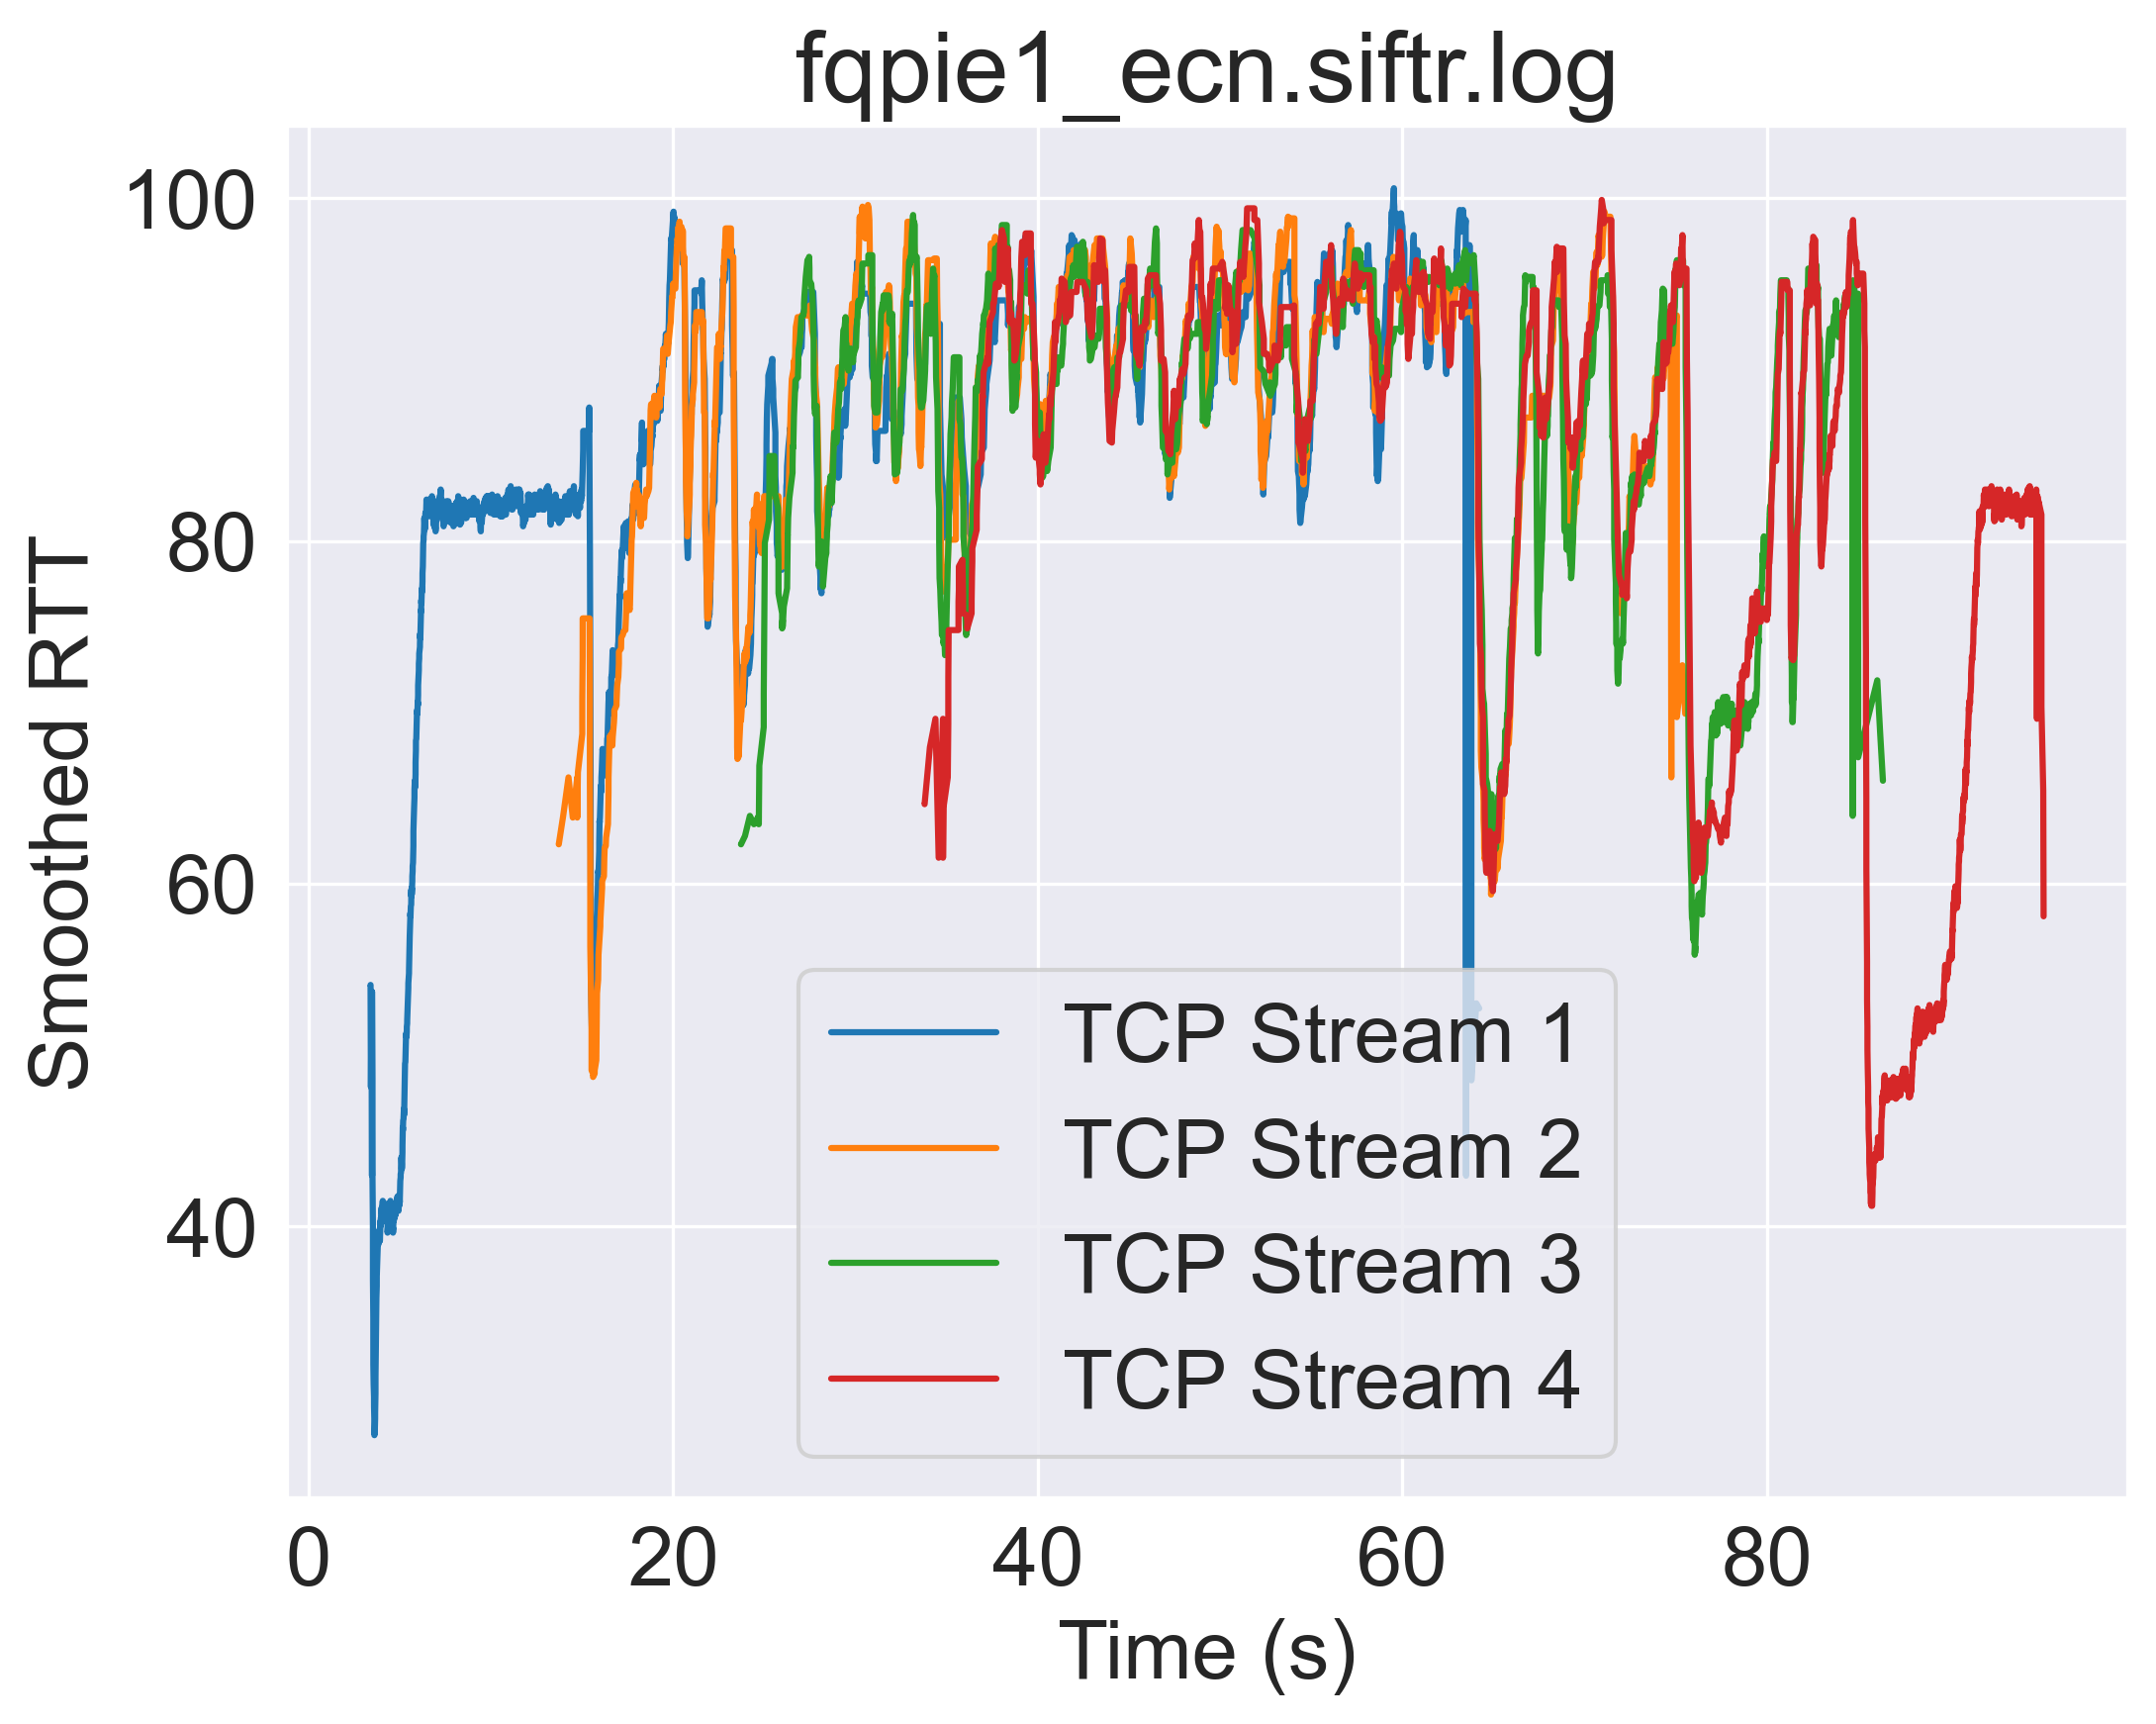 fqpie1_ecn.siftr.log
Smoothed RTT
100
80
60
40
TCP Stream 1
TCP Stream 2
TCP Stream 3
TCP Stream 4
0 20 40 60 80
Time (s)